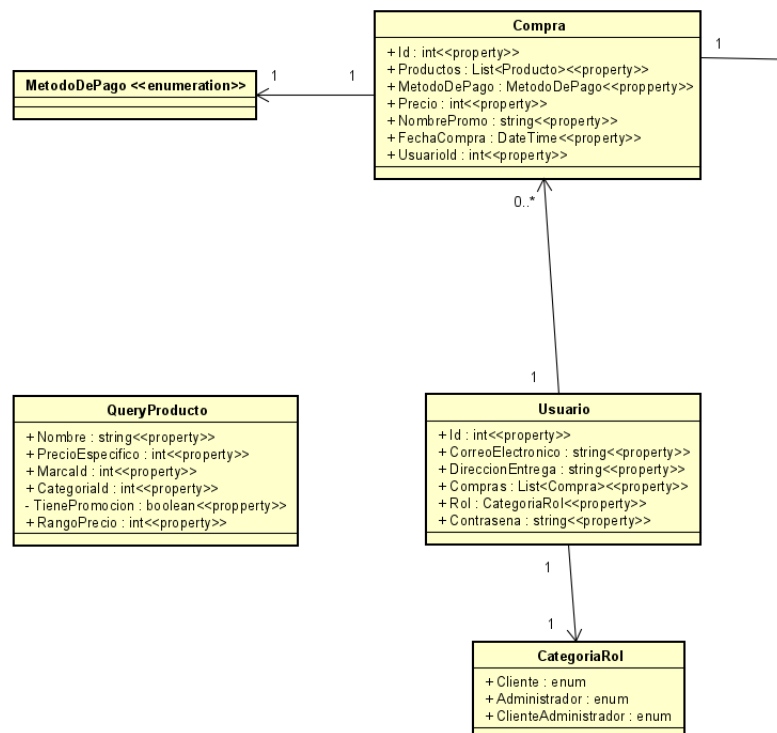 Compra
+ Id : int<<property>>
+ Productos : List<Producto><<property>>
+ MetodoDePago : MetodoDePago<<propperty>>
+ Precio : int<<property>>
+ NombrePromo : string<<property>>
+ FechaCompra : DateTime<<property>>
+ UsuarioId : int<<property>>
1
MetodoDePago <<enumeration>>
1
1
0..*
1
QueryProducto
+ Nombre : string<<property>>
+ PrecioEspecifico : int<<property>>
+ MarcaId : int<<property>>
+ CategoriaId : int<<property>>
- TienePromocion : boolean<<propperty>>
+ RangoPrecio : int<<property>>
Usuario
+ Id : int<<property>>
+ CorreoElectronico : string<<property>>
+ DireccionEntrega : string<<property>>
+ Compras : List<Compra><<property>>
+ Rol : CategoriaRol<<property>>
+ Contrasena : string<<property>>
1
1
CategoriaRol
+ Cliente : enum
+ Administrador : enum
+ ClienteAdministrador : enum